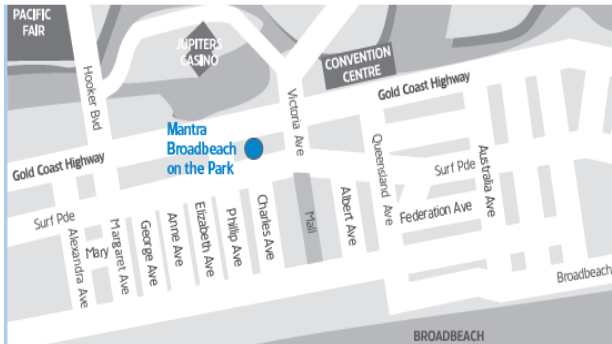 PACIFIC
FAIR
JUPITERS
CASINO
CONVENTION
CENTRE
Hooker Bvd
Gold Coast Highway
Victoria Ave
Mantra
Broadbeach
on the Park
Gold Coast Highway
Queensland Ave
Australia Ave
Surf Pde
Surf Pde
Federation Ave
Alexandra Ave
Mary
Margaret Ave
George Ave
Anne Ave
Elizabeth Ave
Phillip Ave
Charles Ave
Mall
Albert Ave
Broadbeach
BROADBEACH